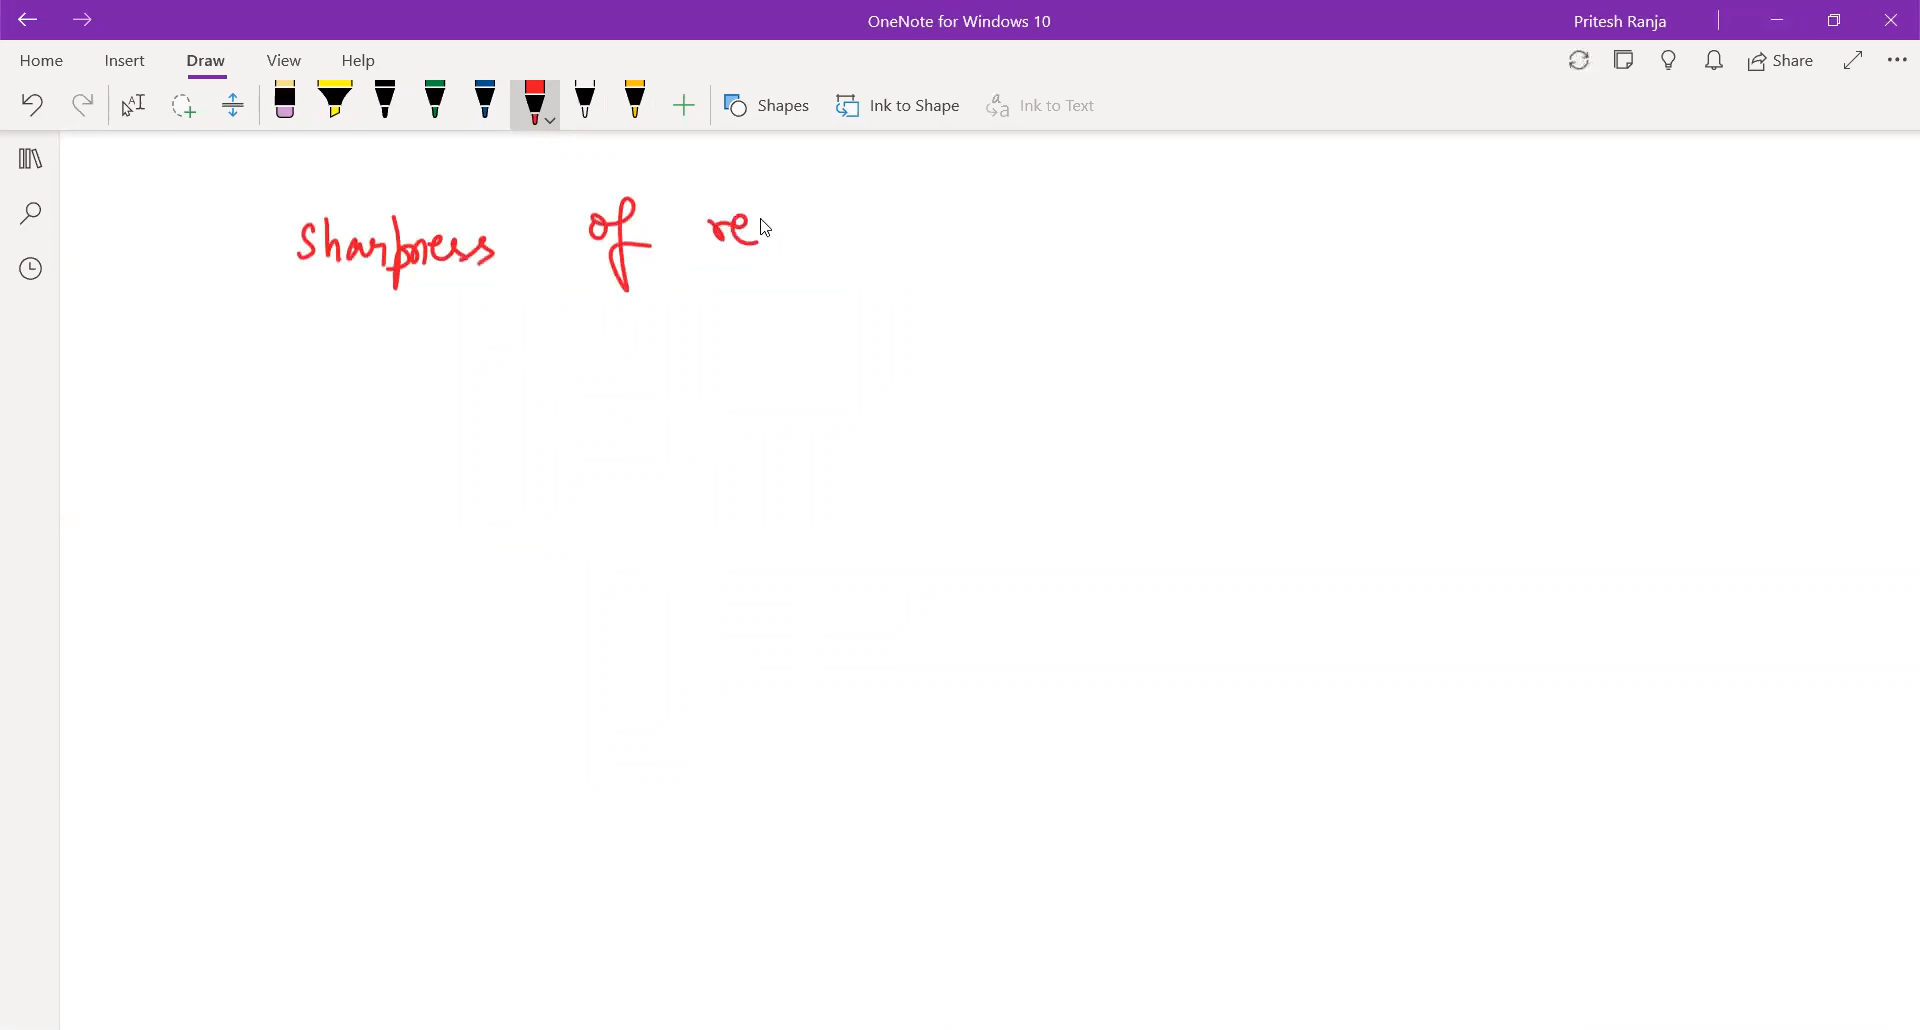 OneNote for Windows 10
Pritesh Ranja
Home Insert Draw View Help
Share
Shapes Ink to Shape Ink to Text
sharpness of re